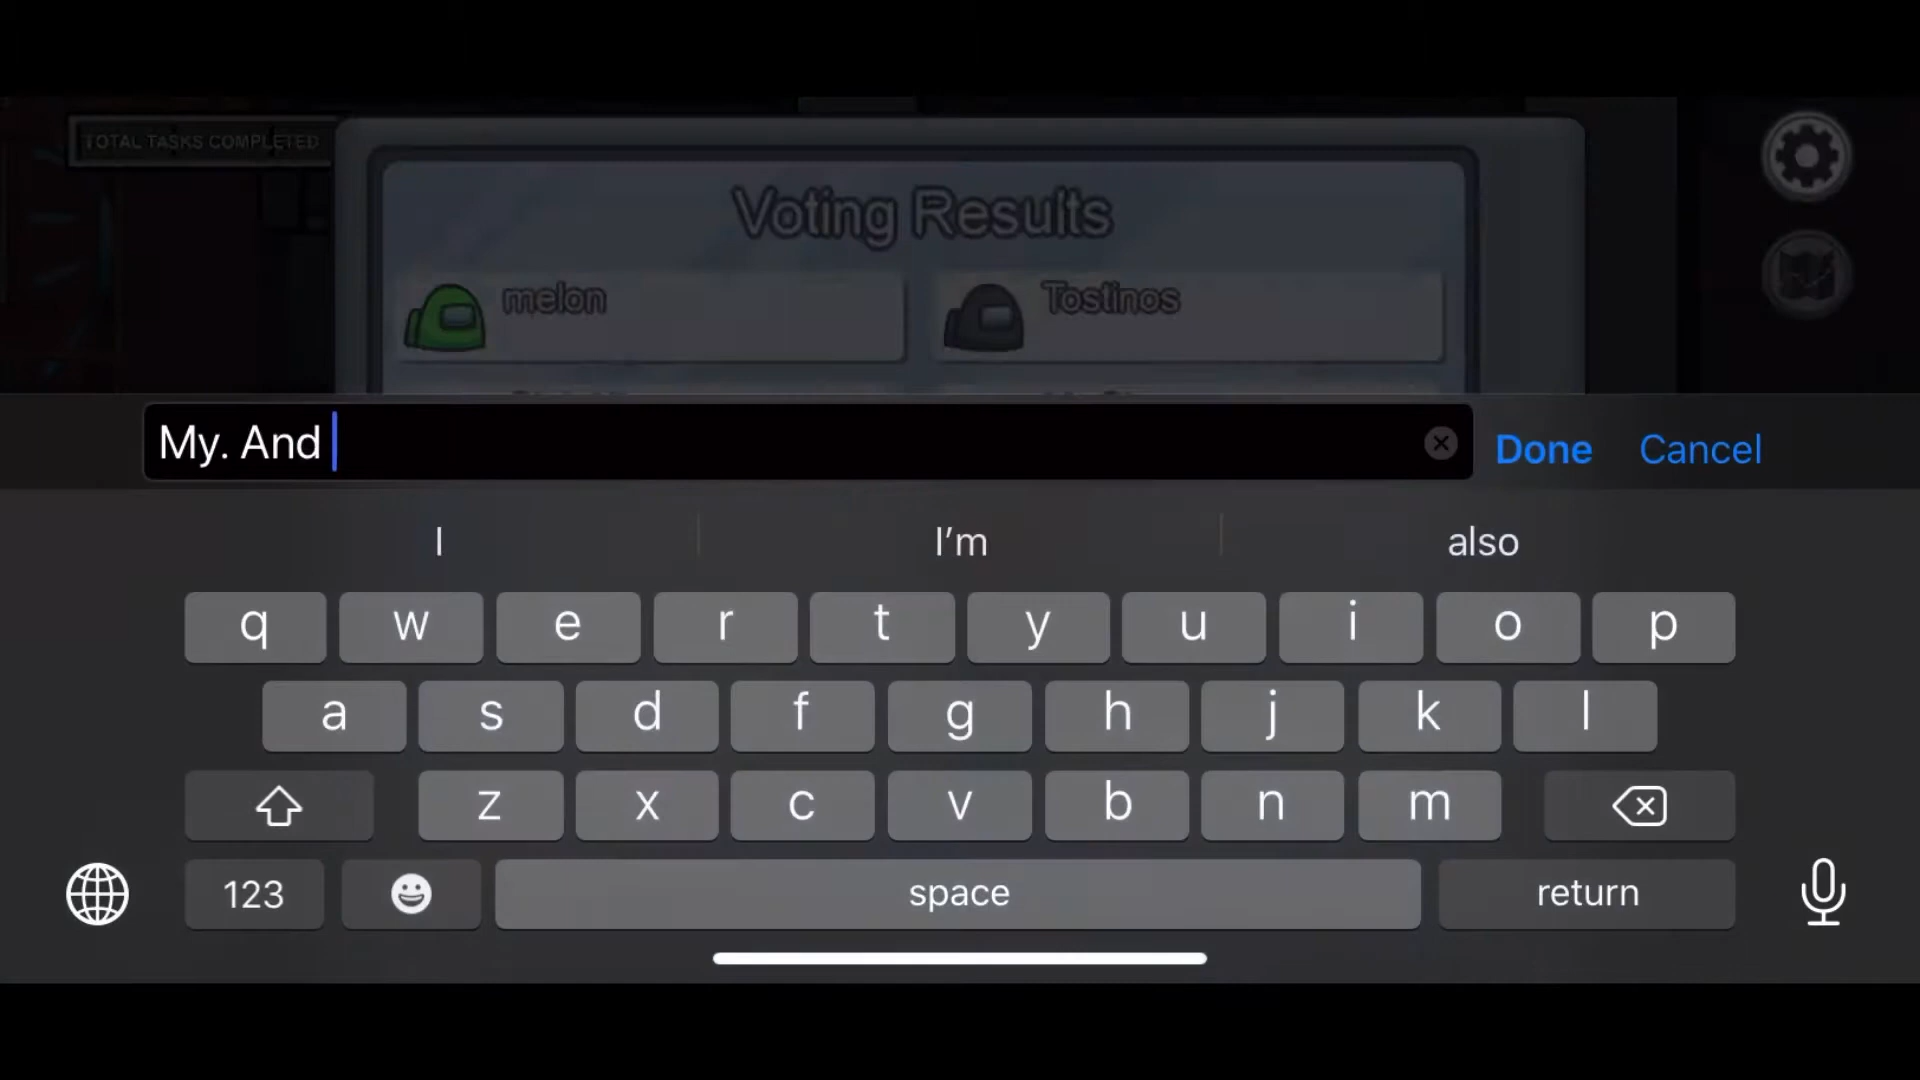 TOTAL TASKS COMPLETED
Voting Results
melon Tostinos
My. And
Done Cancel
I I’m also
q w e r t y u i o p
a s d f g h j k l
z x c v b n m
123 space return